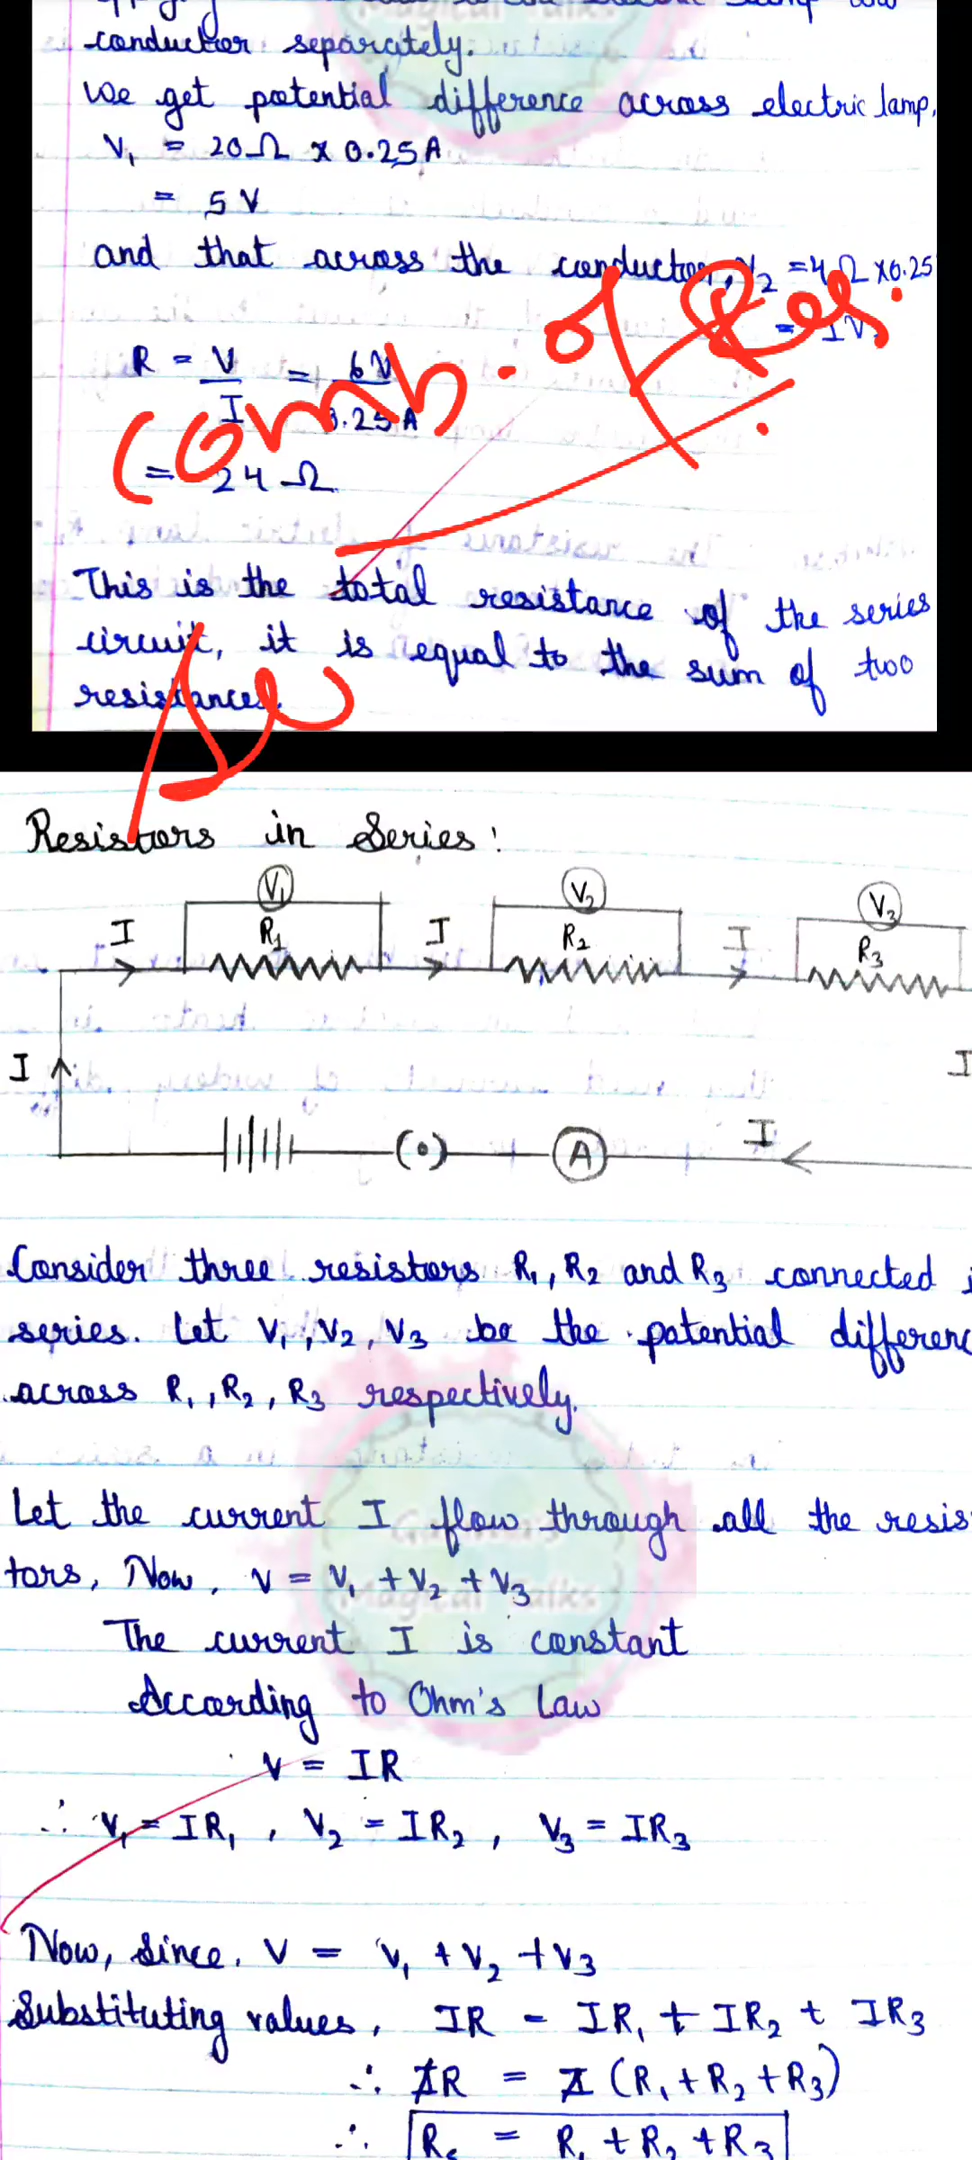 conductor separately.
We get potential difference across electric lamp,
V₁ = 20Ω x 0.25A
= 5V
and that across the conductor, V₂ = 4Ω x0.25
= 1V.
Comb. of Res.
R = V/I = 6V/0.25A
= 24Ω
This is the total resistance of the series
circuit, it is equal to the sum of two
resistances.
Resistors in Series:
V₁ V₂ V₃
I R₁ I R₂ I R₃
I I
(•) A I
Consider three resistors R₁, R₂ and R₃ connected
series. Let V₁, V₂, V₃ be the potential differenc
across R₁, R₂, R₃ respectively.
Let the current I flow through all the resis
tors, Now, V = V₁ + V₂ + V₃
Magical Talks
The current I is constant
According to Ohm's Law
V = IR
∴ V₁ = IR₁, V₂ = IR₂, V₃ = IR₃
Now, Since, V = V₁ + V₂ + V₃
Substituting values, IR = IR₁ + IR₂ + IR₃
∴ IR = I (R₁ + R₂ + R₃)
∴ Rs = R₁ + R₂ + R₃